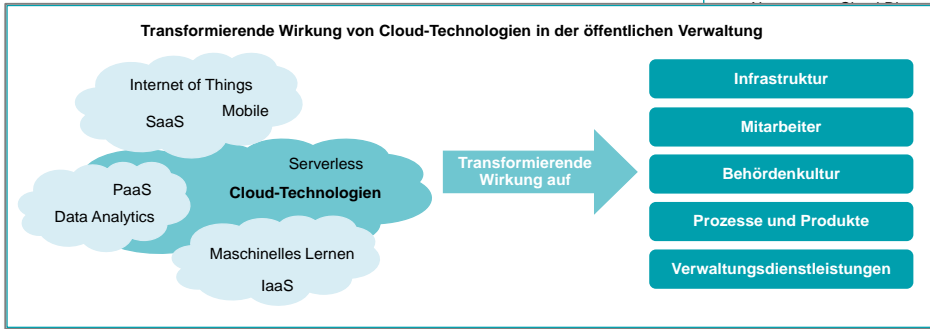 Transformierende Wirkung von Cloud-Technologien in der öffentlichen Verwaltung
Internet of Things
Mobile
SaaS
Serverless
Cloud-Technologien
PaaS
Data Analytics
Maschinelles Lernen
IaaS
Transformierende
Wirkung auf
Infrastruktur
Mitarbeiter
Behördenkultur
Prozesse und Produkte
Verwaltungsdienstleistungen